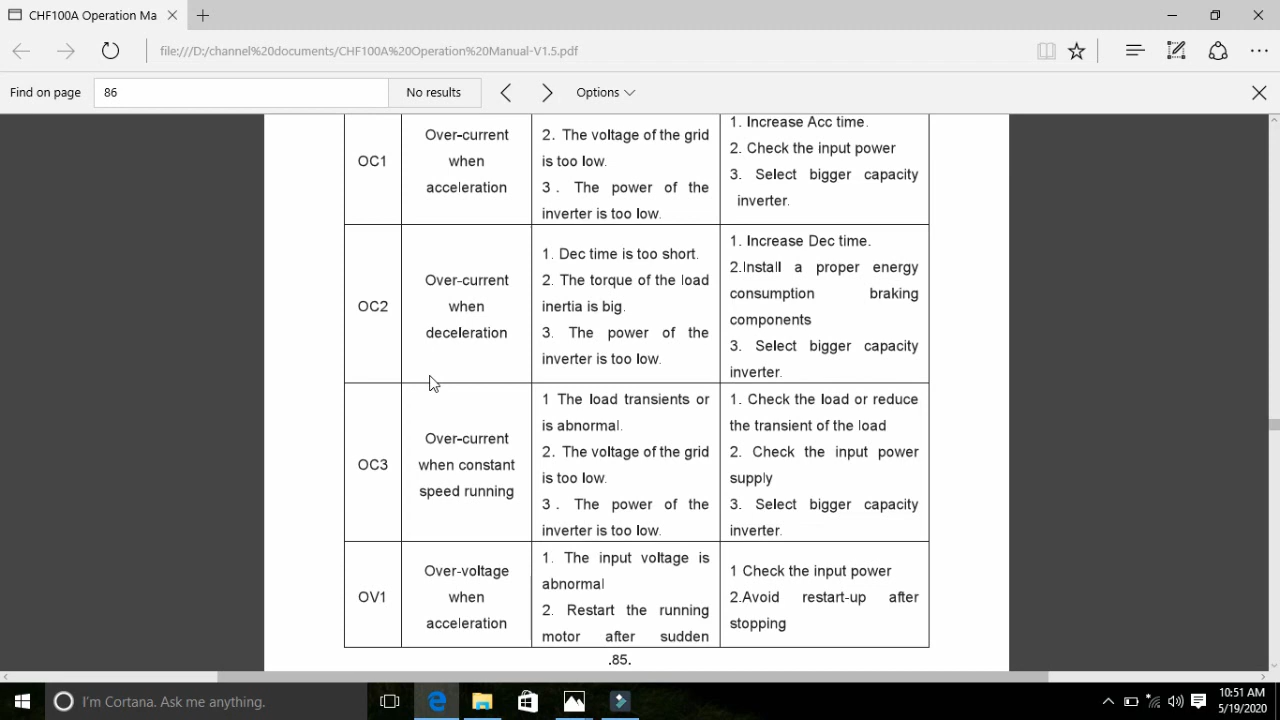 CHF100A Operation Ma
file:///D:/channel%20documents/CHF100A%20Operation%20Manual-V1.5.pdf
Find on page
86
No results
Options
OC1
Over-current
when
acceleration
2. The voltage of the grid
is too low.
3 . The power of the
inverter is too low.
1. Increase Acc time.
2. Check the input power
3. Select bigger capacity
inverter.
OC2
Over-current
when
deceleration
1. Dec time is too short.
2. The torque of the load
inertia is big.
3. The power of the
inverter is too low.
1. Increase Dec time.
2.Install a proper energy
consumption braking
components
3. Select bigger capacity
inverter.
OC3
Over-current
when constant
speed running
1 The load transients or
is abnormal.
2. The voltage of the grid
is too low.
3 . The power of the
inverter is too low.
1. Check the load or reduce
the transient of the load
2. Check the input power
supply
3. Select bigger capacity
inverter.
OV1
Over-voltage
when
acceleration
1. The input voltage is
abnormal
2. Restart the running
motor after sudden
1 Check the input power
2.Avoid restart-up after
stopping
.85.
I'm Cortana. Ask me anything.
10:51 AM
5/19/2020